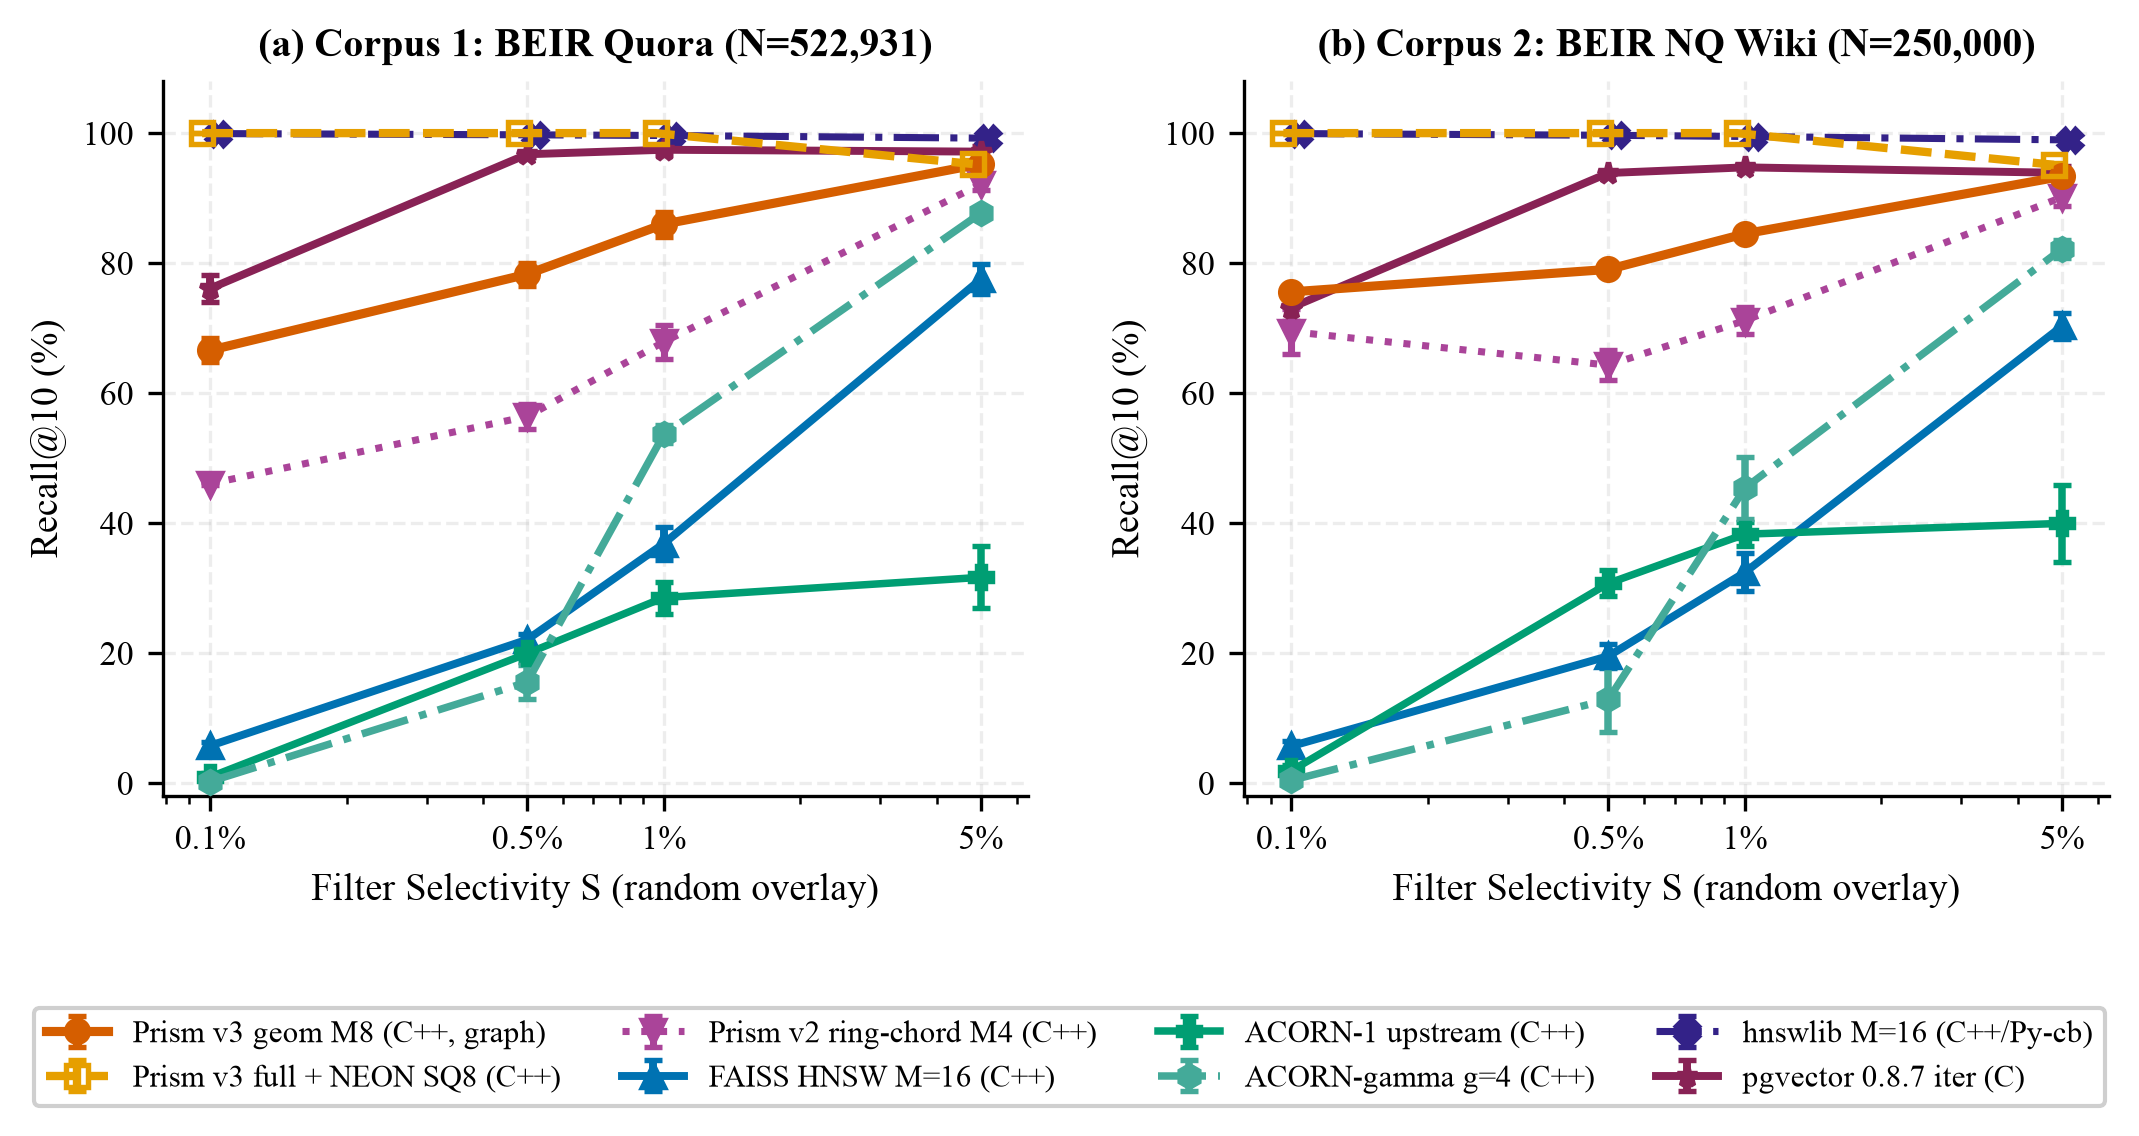 (a) Corpus 1: BEIR Quora (N=522,931)
Recall@10 (%)
100
80
60
40
20
0
0.1% 0.5% 1% 5%
Filter Selectivity S (random overlay)
(b) Corpus 2: BEIR NQ Wiki (N=250,000)
Recall@10 (%)
100
80
60
40
20
0
0.1% 0.5% 1% 5%
Filter Selectivity S (random overlay)
Prism v3 geom M8 (C++, graph)
Prism v3 full + NEON SQ8 (C++)
Prism v2 ring-chord M4 (C++)
FAISS HNSW M=16 (C++)
ACORN-1 upstream (C++)
ACORN-gamma g=4 (C++)
hnswlib M=16 (C++/Py-cb)
pgvector 0.8.7 iter (C)